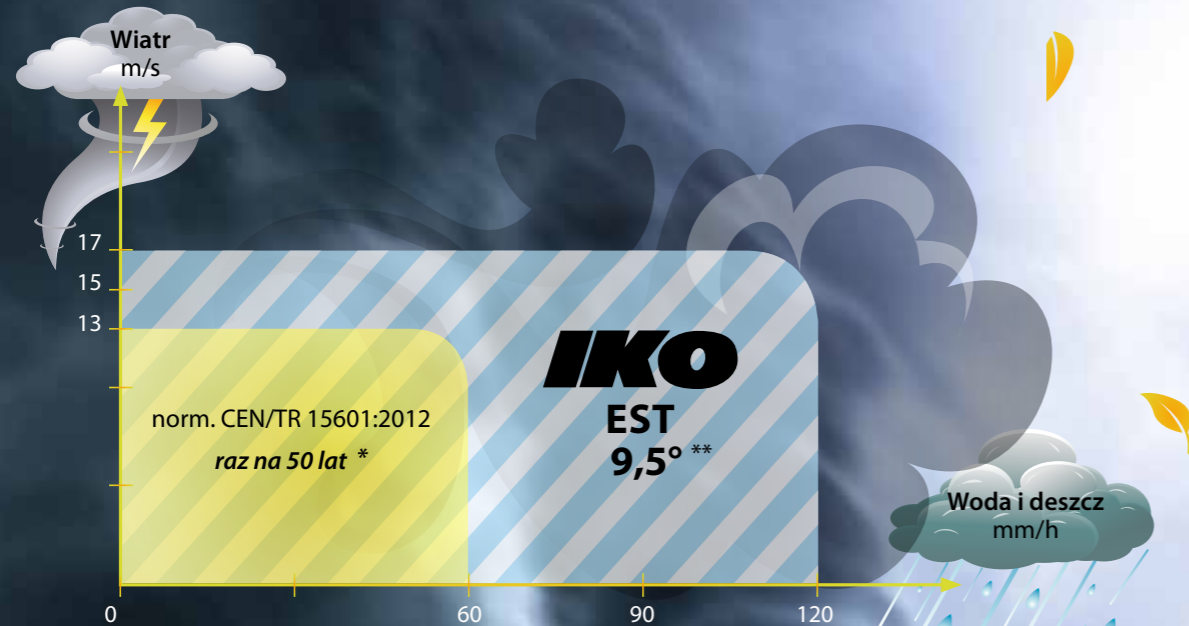 Wiatr
m/s
17
15
13
norm. CEN/TR 15601:2012
raz na 50 lat *
IKO
EST
9,5° **
Woda i deszcz
mm/h
0
60
90
120